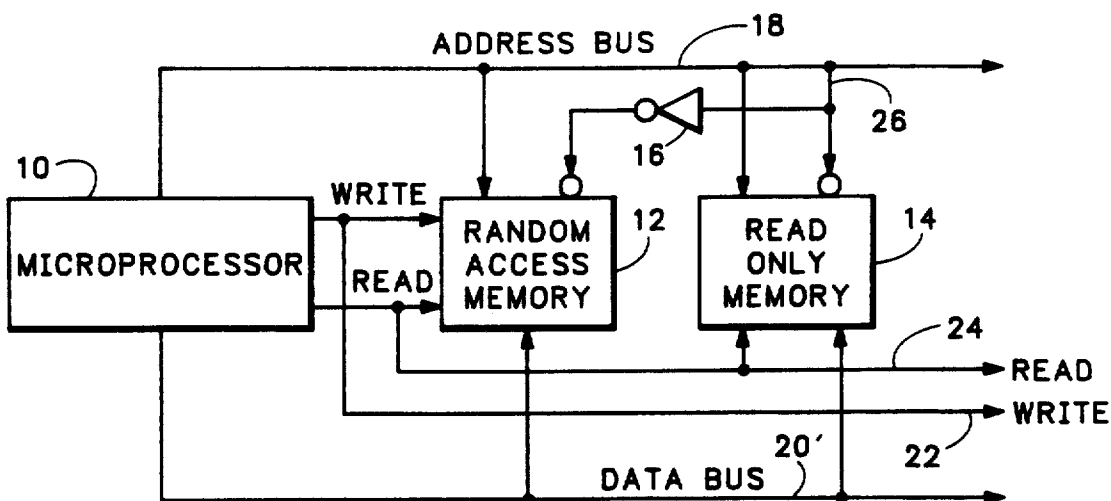 ADDRESS BUS
18
26
16
10
WRITE
12
14
MICROPROCESSOR
RANDOM
ACCESS
MEMORY
READ
ONLY
MEMORY
READ
24
READ
WRITE
22
20'
DATA BUS